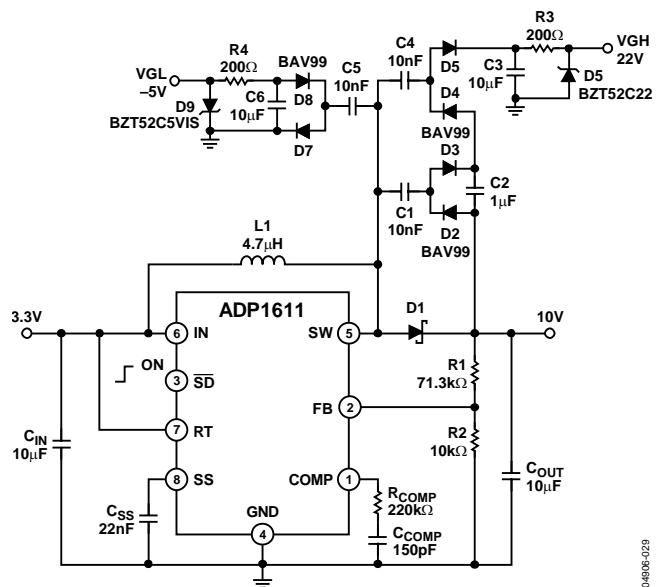 R4
200Ω
BAV99
C5
10nF
C4
10nF
D5
R3
200Ω
VGH
22V
VGL
–5V
D9
BZT52C5VIS
C6
10μF
D8
D7
C3
10μF
D5
BZT52C22
D4
BAV99
D3
C2
1μF
C1
10nF
D2
BAV99
L1
4.7μH
ADP1611
3.3V
6 IN
SW 5
D1
10V
ON
3 SD
R1
71.3kΩ
FB 2
7 RT
R2
10kΩ
CIN
10μF
8 SS
COMP 1
COUT
10μF
RCOMP
220kΩ
CSS
22nF
GND
4
CCOMP
150pF
04906-029